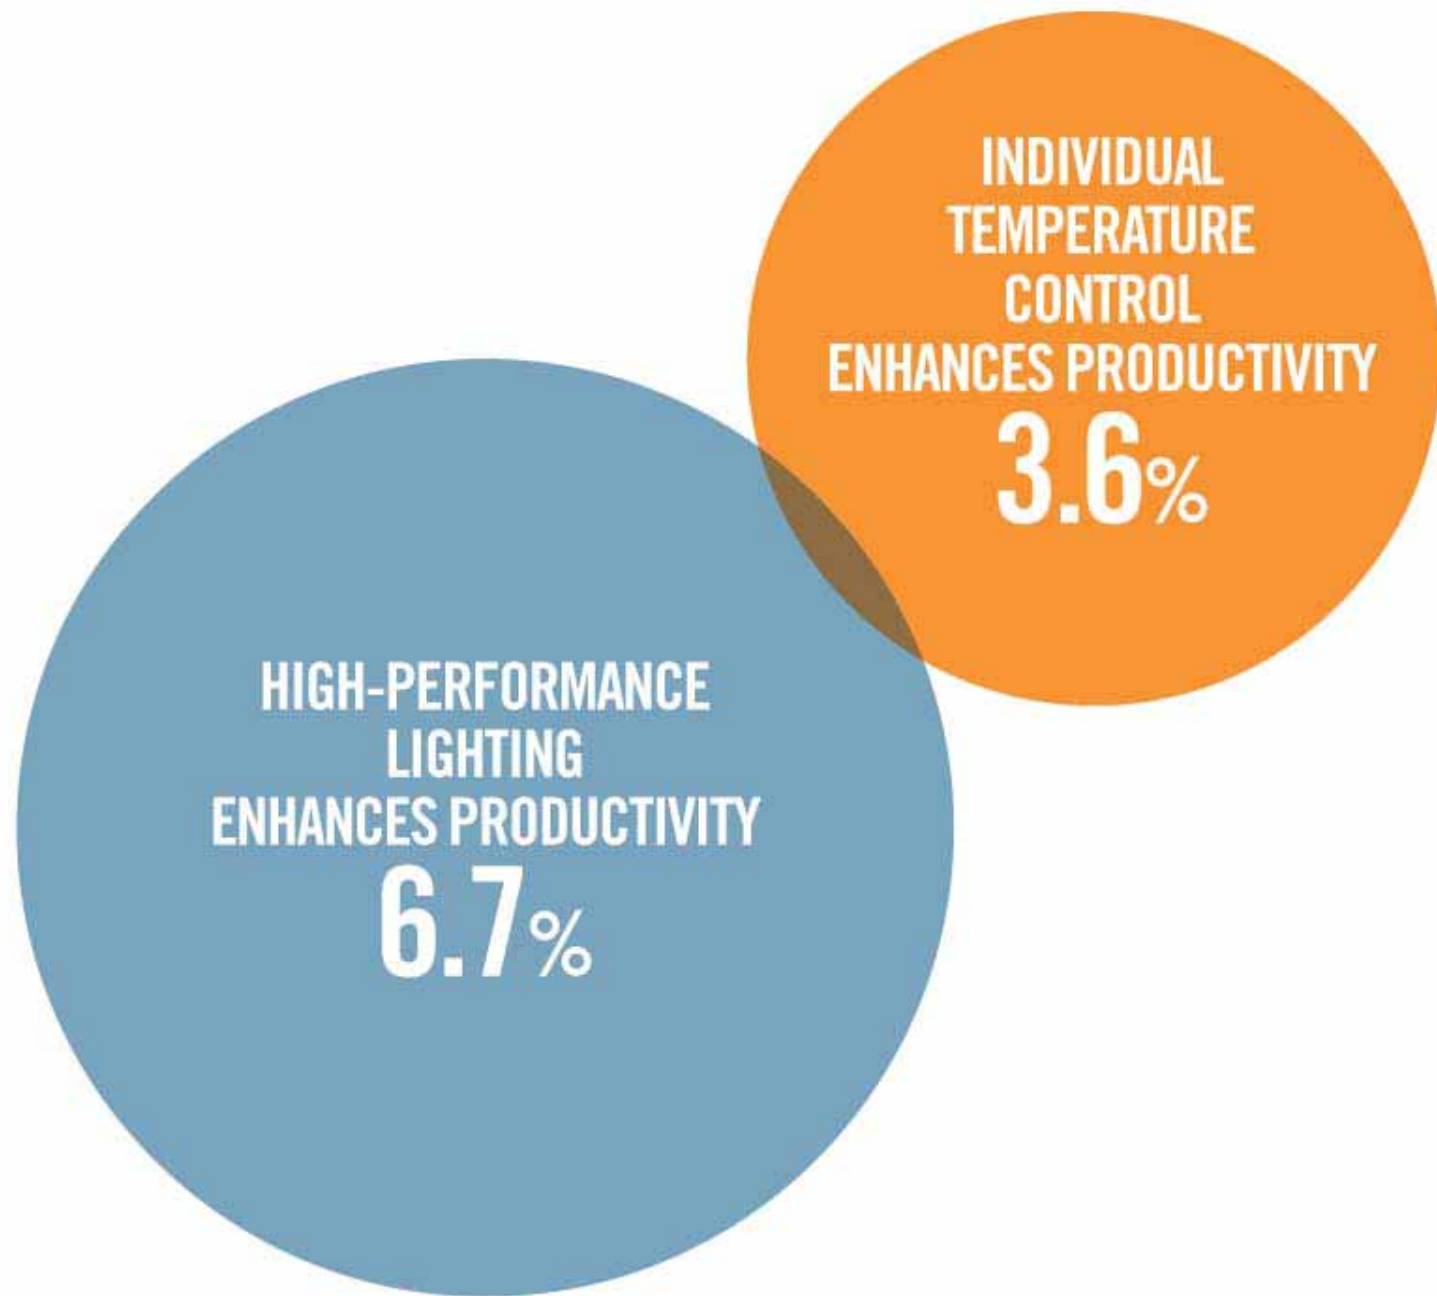 INDIVIDUAL
TEMPERATURE
CONTROL
ENHANCES PRODUCTIVITY
3.6%
HIGH-PERFORMANCE
LIGHTING
ENHANCES PRODUCTIVITY
6.7%